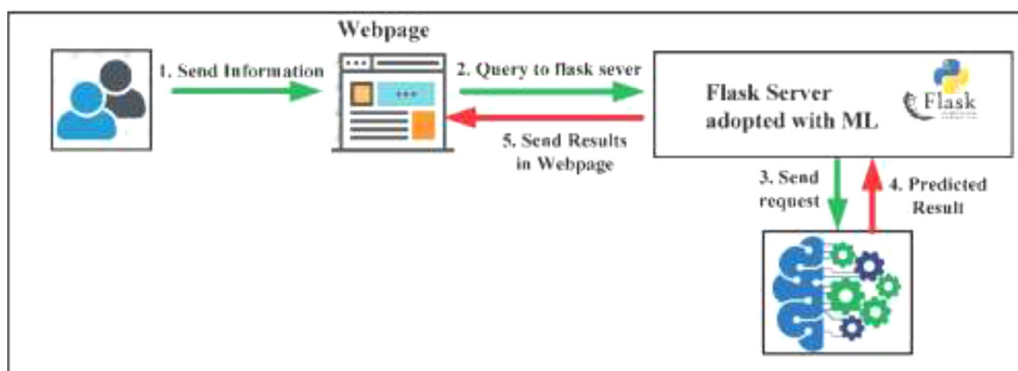 Webpage
1. Send Information
2. Query to flask sever
Flask Server
adopted with ML
Flask
5. Send Results
in Webpage
3. Send
request
4. Predicted
Result